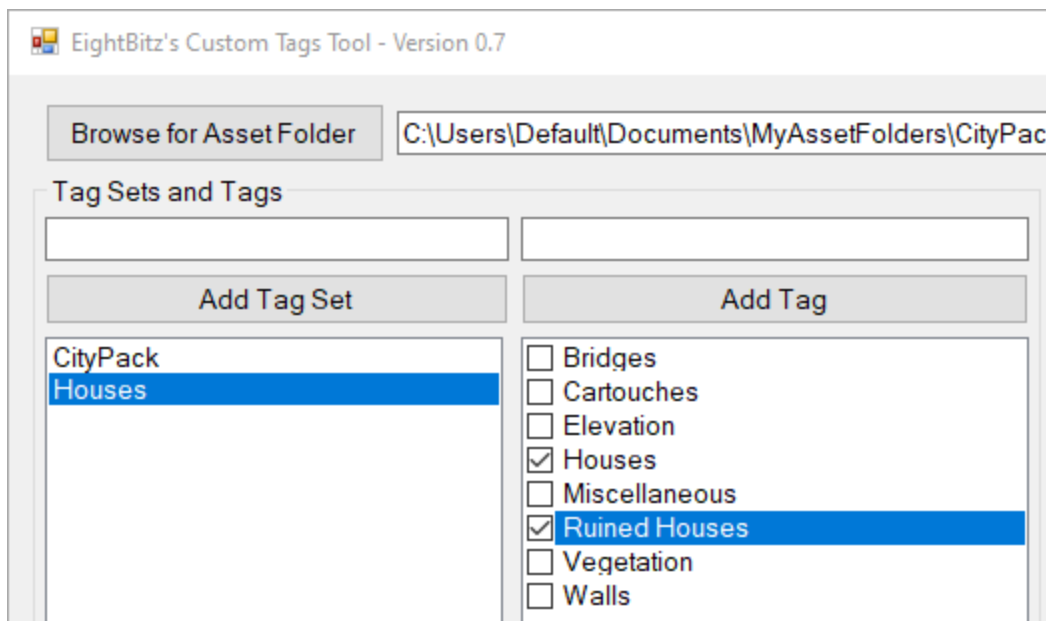 EightBitz's Custom Tags Tool - Version 0.7
Browse for Asset Folder C:\Users\Default\Documents\MyAssetFolders\CityPac
Tag Sets and Tags
Add Tag Set Add Tag
CityPack
Houses
Bridges
Cartouches
Elevation
Houses
Miscellaneous
Ruined Houses
Vegetation
Walls